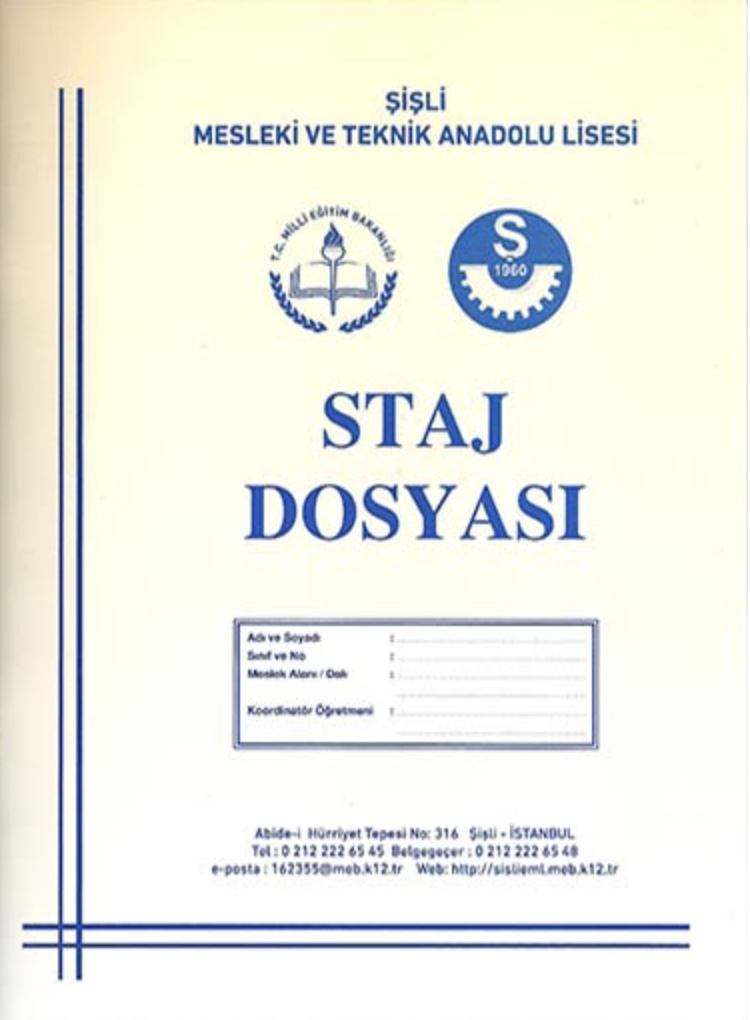 ŞİŞLİ
MESLEKİ VE TEKNİK ANADOLU LİSESİ
T.C. MİLLİ EĞİTİM BAKANLIĞI
Ş
1960
STAJ
DOSYASI
Adı ve Soyadı :
Sınıf ve No :
Meslek Alanı / Dalı :
Koordinatör Öğretmeni :
Abide-i Hürriyet Tepesi No: 316 Şişli - İSTANBUL
Tel : 0 212 222 65 45 Belgegeçer : 0 212 222 65 48
e-posta : 162355@meb.k12.tr Web: http://sislieml.meb.k12.tr